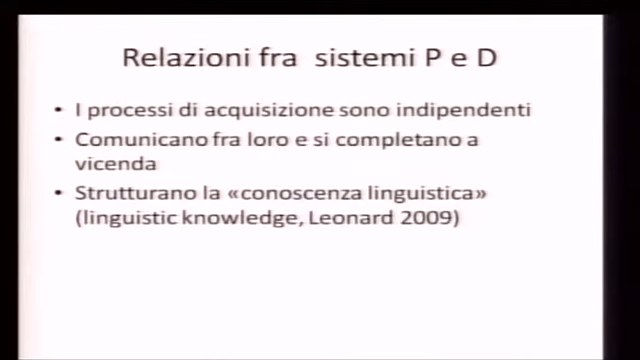 Relazioni fra sistemi P e D
• I processi di acquisizione sono indipendenti
• Comunicano fra loro e si completano a
vicenda
• Strutturano la «conoscenza linguistica»
(linguistic knowledge, Leonard 2009)